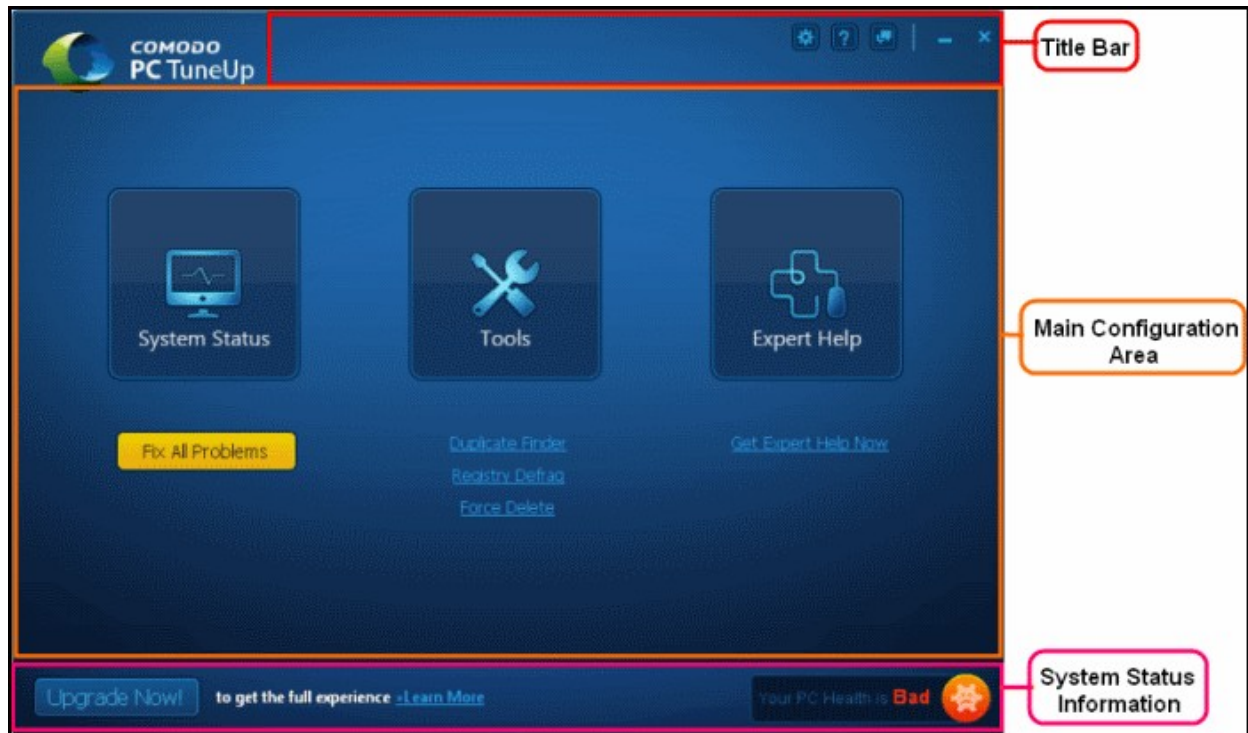 COMODO
PC TuneUp
?
Title Bar
System Status
Tools
Expert Help
Main Configuration
Area
Fix All Problems
Duplicate Finder
Registry Defrag
Force Delete
Get Expert Help Now
Upgrade Now! to get the full experience »Learn More
Your PC Health is Bad
System Status
Information